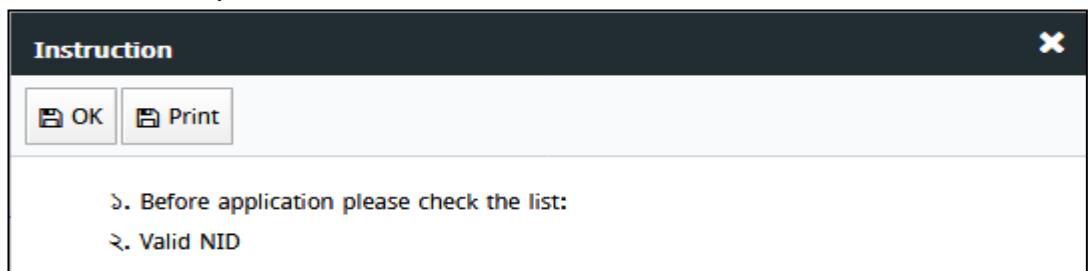 Instruction
OK Print
১. Before application please check the list:
২. Valid NID